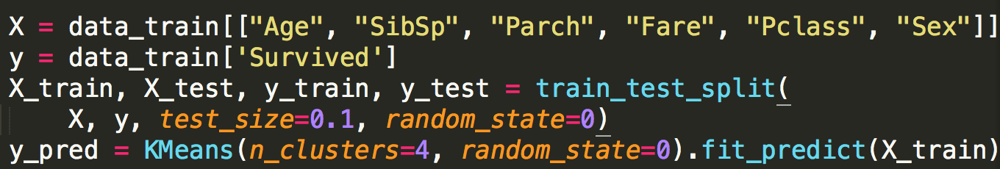 X = data_train[["Age", "SibSp", "Parch", "Fare", "Pclass", "Sex"]]
y = data_train['Survived']
X_train, X_test, y_train, y_test = train_test_split(
    X, y, test_size=0.1, random_state=0)
y_pred = KMeans(n_clusters=4, random_state=0).fit_predict(X_train)